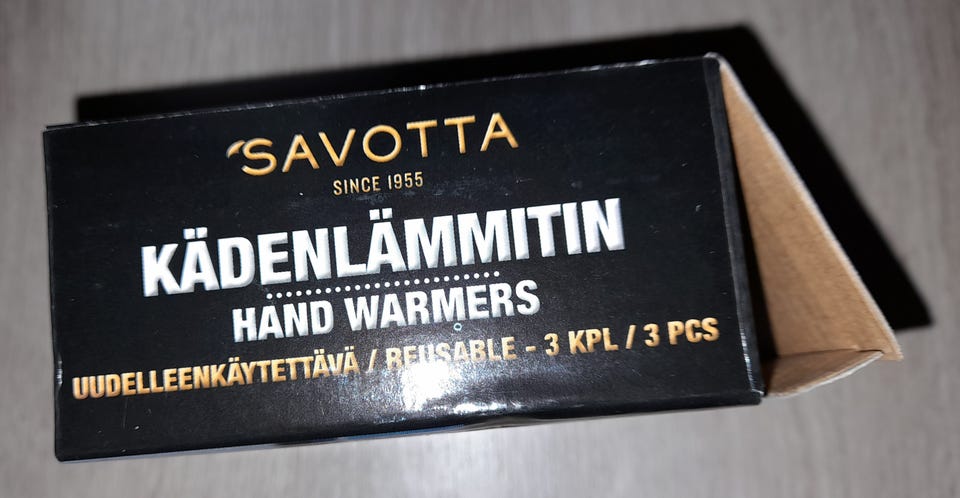 SAVOTTA
SINCE 1955
KÄDENLÄMMITIN
HAND WARMERS
UUDELLEENKÄYTETTÄVÄ / REUSABLE - 3 KPL / 3 PCS